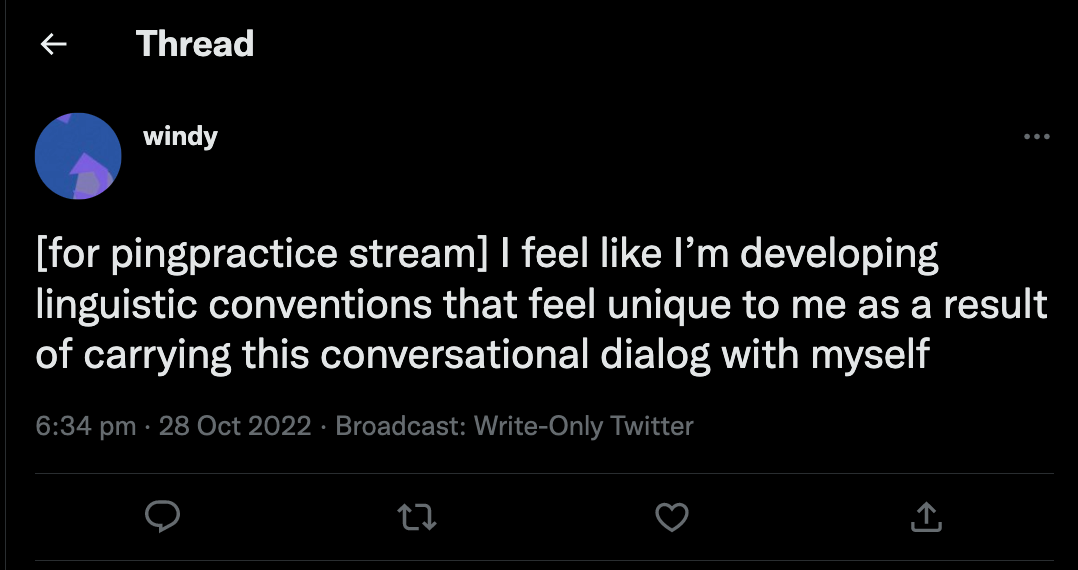 Thread
windy
[for pingpractice stream] I feel like I’m developing
linguistic conventions that feel unique to me as a result
of carrying this conversational dialog with myself
6:34 pm · 28 Oct 2022 · Broadcast: Write-Only Twitter